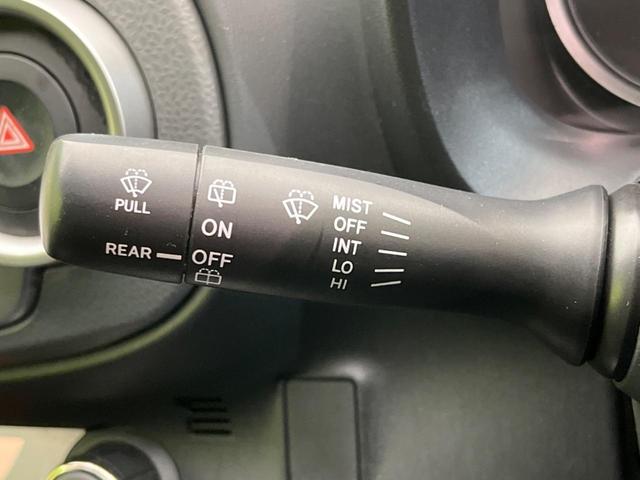 PULL
REAR
ON
OFF
MIST
OFF
INT
LO
HI